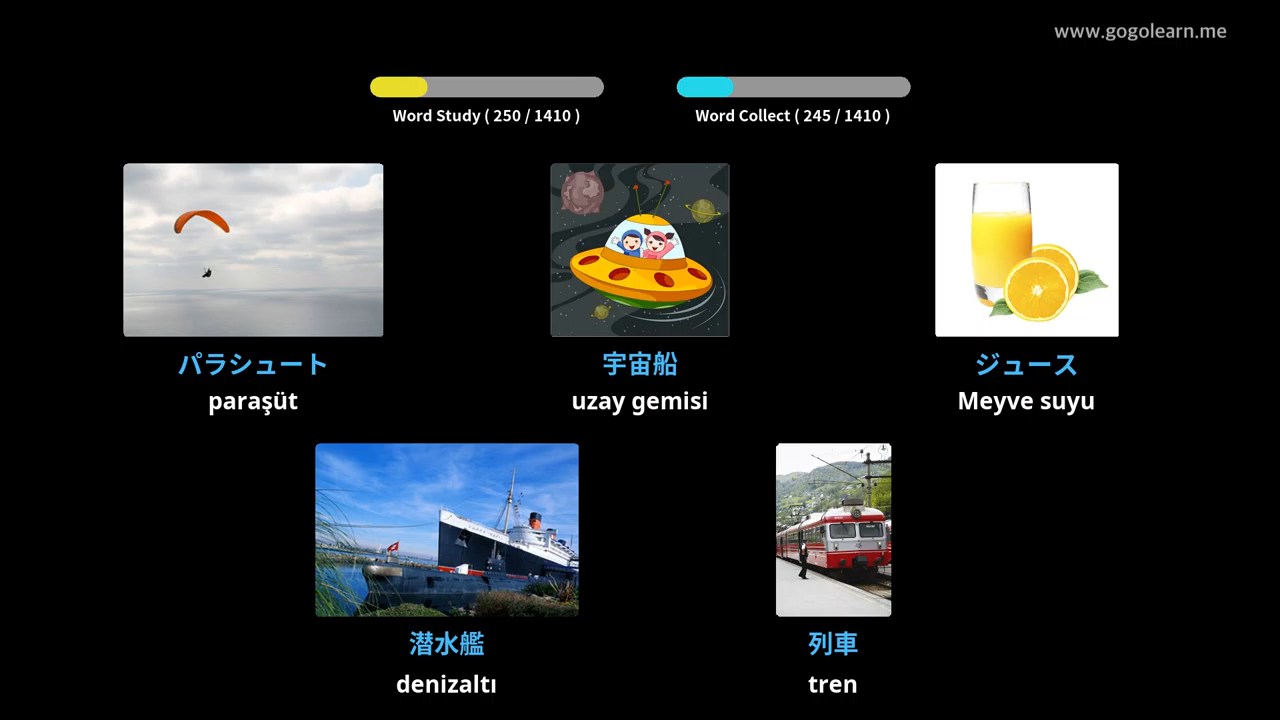 www.gogolearn.me
Word Study ( 250 / 1410 )
Word Collect ( 245 / 1410 )
パラシュート
paraşüt
宇宙船
uzay gemisi
ジュース
Meyve suyu
潜水艦
denizaltı
列車
tren